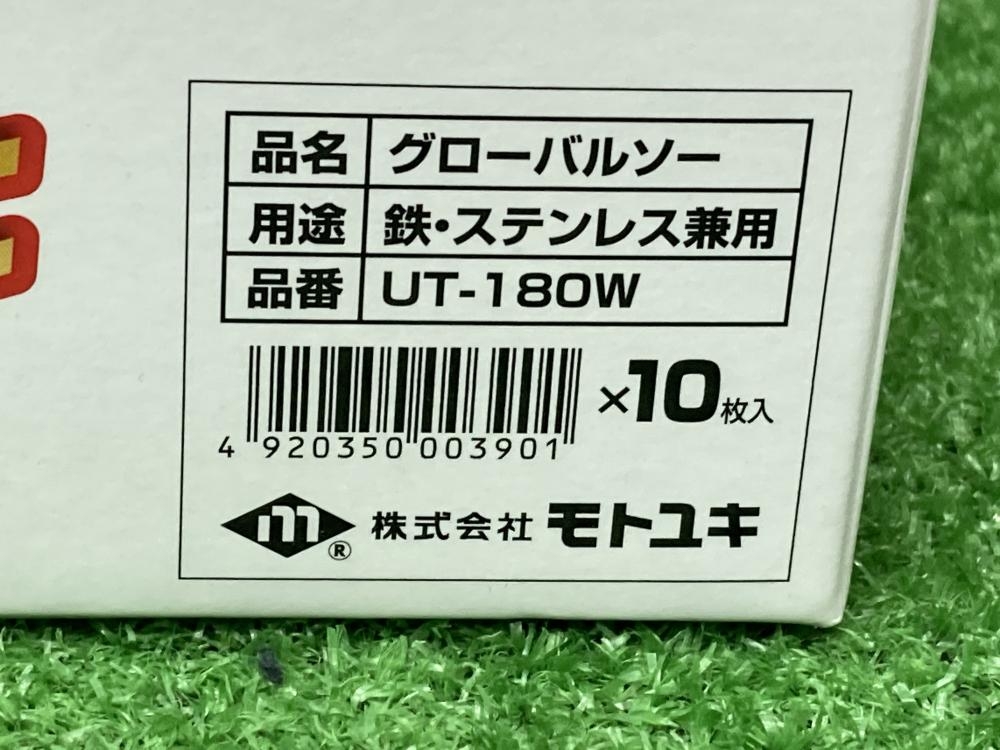 品名 グローバルソー
用途 鉄・ステンレス兼用
品番 UT-180W
×10枚入
4 920350 003901
m ® 株式会社 モトユキ